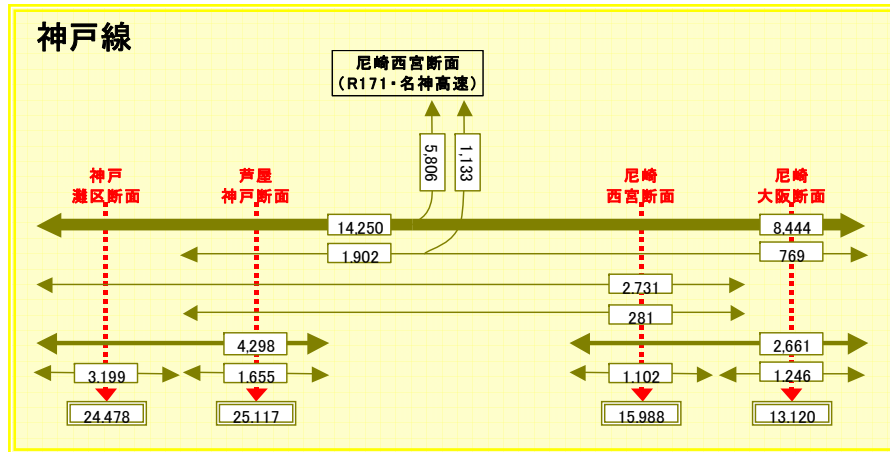 神戸線
尼崎西宮断面
（R171・名神高速）
5,806
1,133
神戸
灘区断面
芦屋
神戸断面
尼崎
西宮断面
尼崎
大阪断面
14,250
8,444
1,902
769
2,731
281
4,298
2,661
3,199
1,655
1,102
1,246
24,478
25,117
15,988
13,120